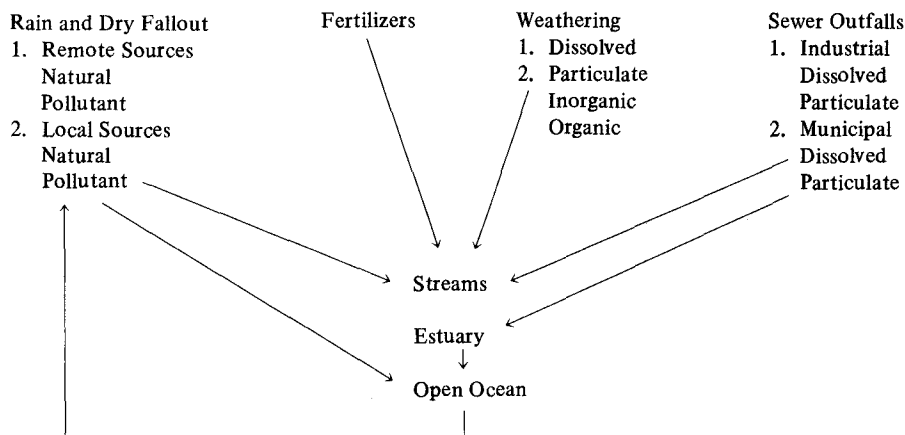 Rain and Dry Fallout
1. Remote Sources
Natural
Pollutant
2. Local Sources
Natural
Pollutant
Fertilizers
Weathering
1. Dissolved
2. Particulate
Inorganic
Organic
Sewer Outfalls
1. Industrial
Dissolved
Particulate
2. Municipal
Dissolved
Particulate
Streams
Estuary
Open Ocean